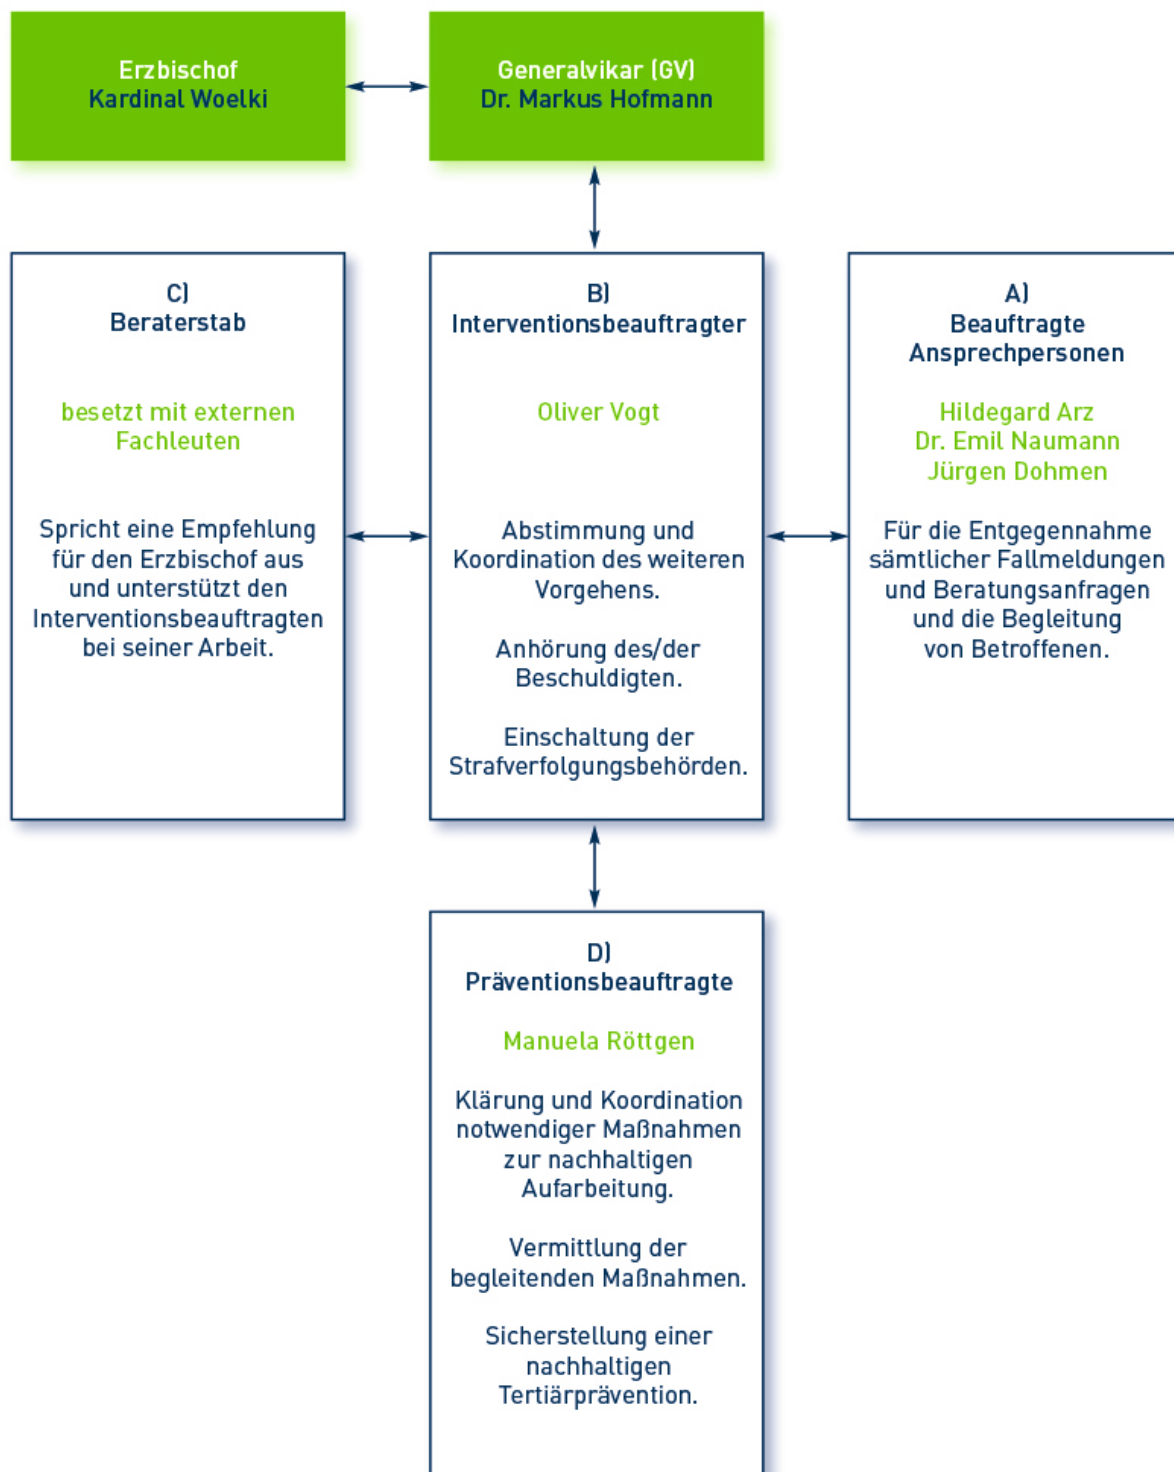 Erzbischof
Kardinal Woelki
Generalvikar (GV)
Dr. Markus Hofmann
C)
Beraterstab
besetzt mit externen
Fachleuten
Spricht eine Empfehlung
für den Erzbischof aus
und unterstützt den
Interventionsbeauftragten
bei seiner Arbeit.
B)
Interventionsbeauftragter
Oliver Vogt
Abstimmung und
Koordination des weiteren
Vorgehens.
Anhörung des/der
Beschuldigten.
Einschaltung der
Strafverfolgungsbehörden.
A)
Beauftragte
Ansprechpersonen
Hildegard Arz
Dr. Emil Naumann
Jürgen Dohmen
Für die Entgegennahme
sämtlicher Fallmeldungen
und Beratungsanfragen
und die Begleitung
von Betroffenen.
D)
Präventionsbeauftragte
Manuela Röttgen
Klärung und Koordination
notwendiger Maßnahmen
zur nachhaltigen
Aufarbeitung.
Vermittlung der
begleitenden Maßnahmen.
Sicherstellung einer
nachhaltigen
Tertiärprävention.